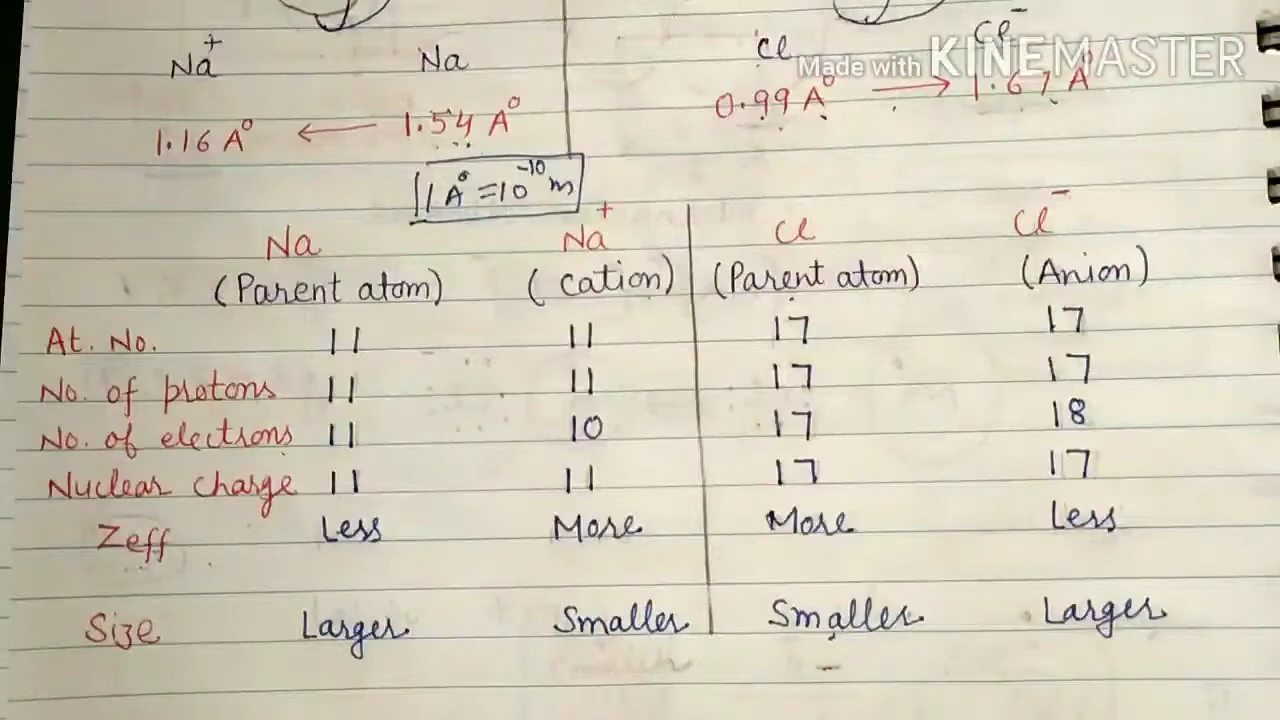 Na⁺ Na Cl Cl⁻
Made with KINEMASTER
1.16 A° ← 1.54 A° 0.99 A° → 1.67 A°
1 A° = 10⁻¹⁰ m
Na Na⁺ Cl Cl⁻
(Parent atom) (cation) (Parent atom) (Anion)
At. No. 11 11 17 17
No. of protons 11 11 17 17
No. of electrons 11 10 17 18
Nuclear charge 11 11 17 17
Zeff Less More More Less
Size Larger Smaller Smaller Larger